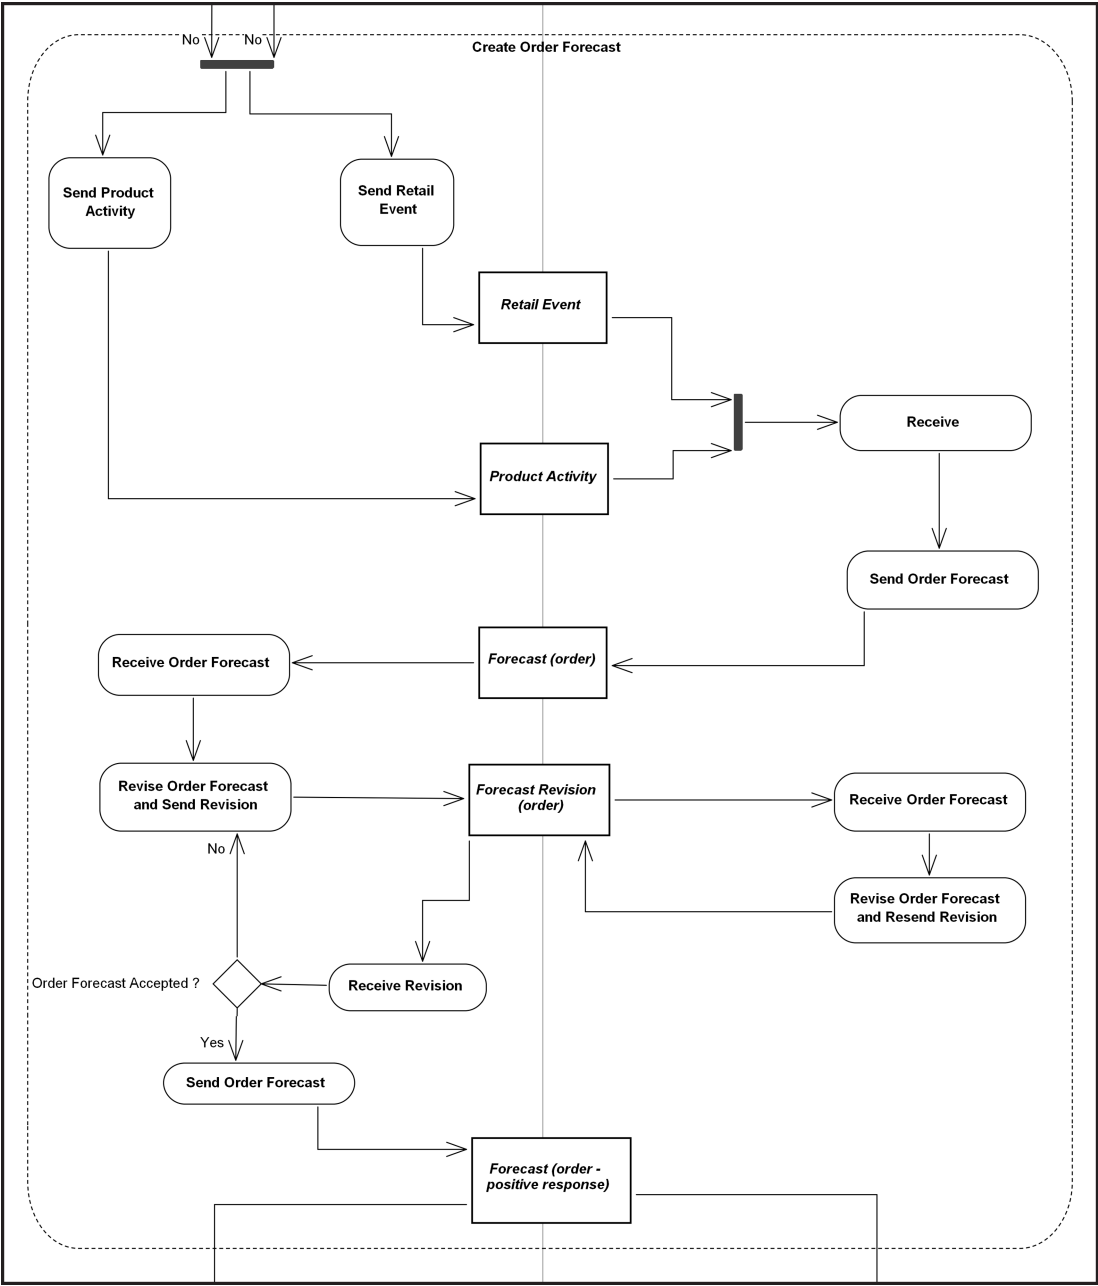 No
No
Create Order Forecast
Send Product
Activity
Send Retail
Event
Retail Event
Receive
Product Activity
Send Order Forecast
Forecast (order)
Receive Order Forecast
Revise Order Forecast
and Send Revision
Forecast Revision
(order)
Receive Order Forecast
No
Revise Order Forecast
and Resend Revision
Order Forecast Accepted ?
Receive Revision
Yes
Send Order Forecast
Forecast (order -
positive response)